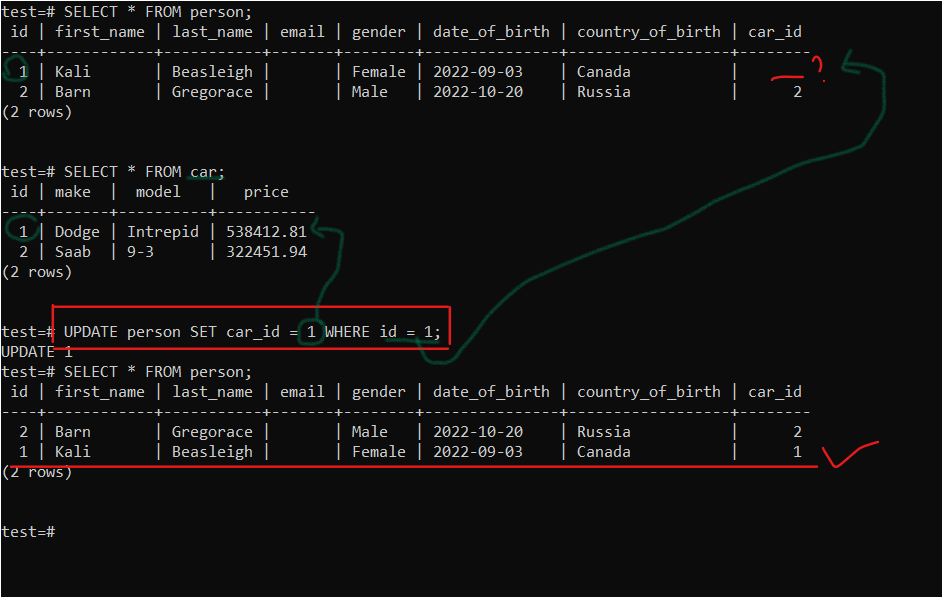 test=# SELECT * FROM person;
 id | first_name | last_name | email | gender | date_of_birth | country_of_birth | car_id
----+------------+-----------+-------+--------+---------------+------------------+--------
  1 | Kali       | Beasleigh |       | Female | 2022-09-03    | Canada           |        ?
  2 | Barn       | Gregorace |       | Male   | 2022-10-20    | Russia           |      2
(2 rows)
test=# SELECT * FROM car;
 id | make  |  model   |   price
----+-------+----------+-----------
  1 | Dodge | Intrepid | 538412.81
  2 | Saab  | 9-3      | 322451.94
(2 rows)
test=# UPDATE person SET car_id = 1 WHERE id = 1;
UPDATE 1
test=# SELECT * FROM person;
 id | first_name | last_name | email | gender | date_of_birth | country_of_birth | car_id
----+------------+-----------+-------+--------+---------------+------------------+--------
  2 | Barn       | Gregorace |       | Male   | 2022-10-20    | Russia           |      2
  1 | Kali       | Beasleigh |       | Female | 2022-09-03    | Canada           |      1
(2 rows)
test=#